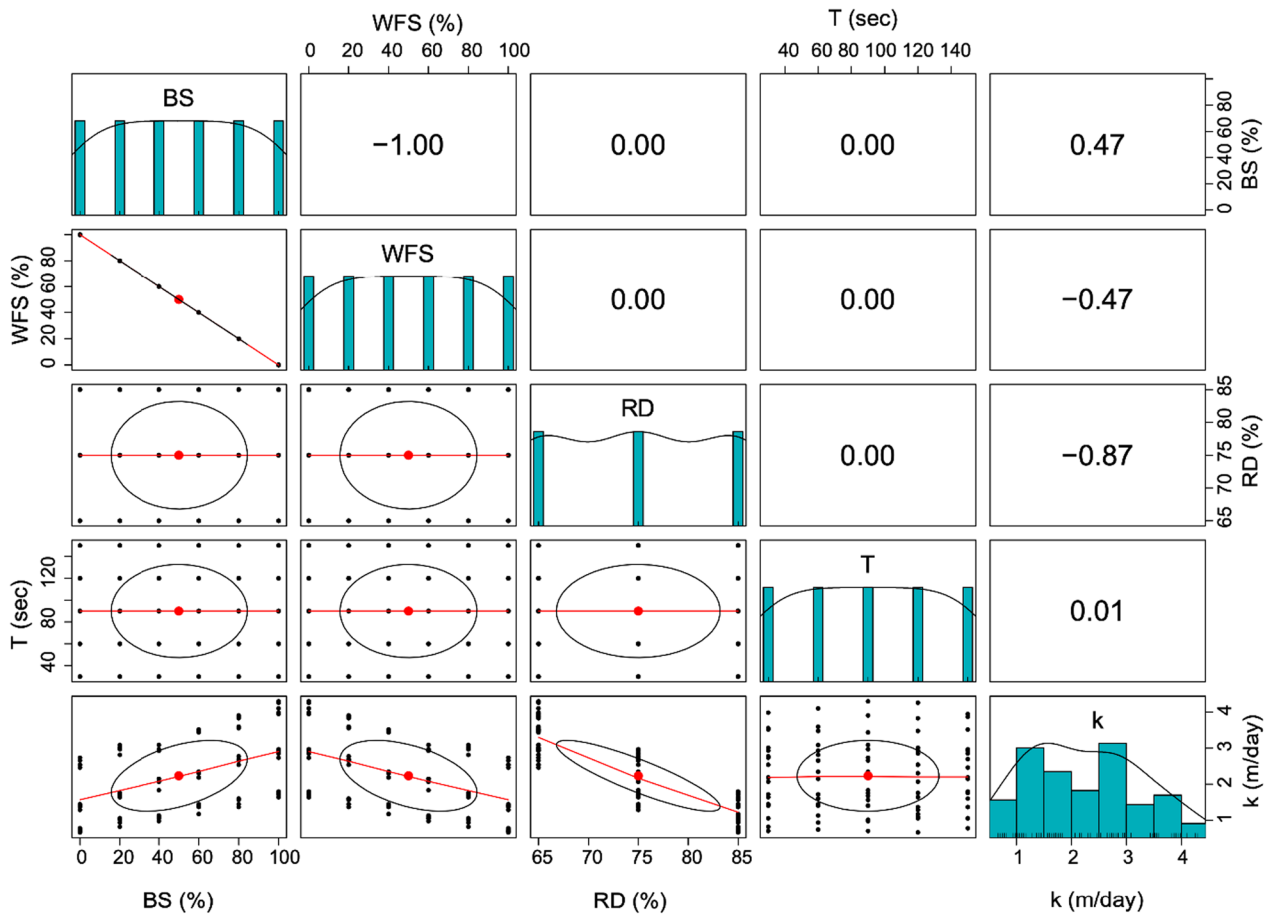 WFS (%)
T (sec)
0 20 40 60 80 100
40 60 80 100 120 140
BS
−1.00
0.00
0.00
0.47
0 20 40 60 80
BS (%)
WFS (%)
0 20 40 60 80
WFS
0.00
0.00
−0.47
RD
0.00
−0.87
65 70 75 80 85
RD (%)
T (sec)
40 80 120
T
0.01
k
1 2 3 4
k (m/day)
0 20 40 60 80 100
65 70 75 80 85
1 2 3 4
BS (%)
RD (%)
k (m/day)